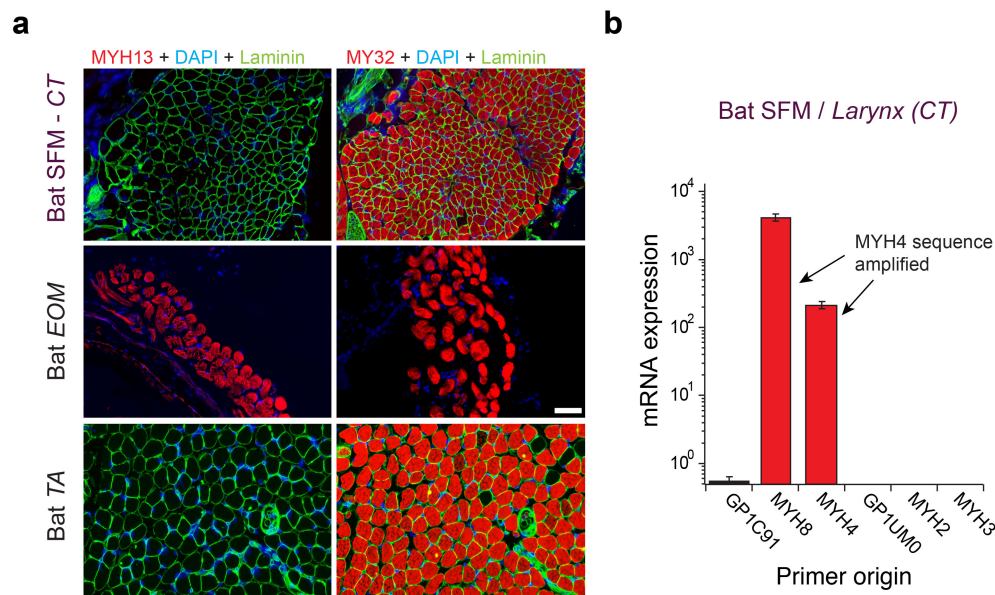 a
MYH13 + DAPI + Laminin
MY32 + DAPI + Laminin
Bat SFM - CT
Bat EOM
Bat TA
b
Bat SFM / Larynx (CT)
mRNA expression
10⁴
10³
10²
10¹
10⁰
MYH4 sequence
amplified
GP1C91
MYH8
MYH4
GP1UM0
MYH2
MYH3
Primer origin